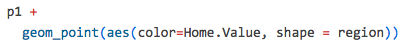 p1 +
  geom_point(aes(color=Home.Value, shape = region))